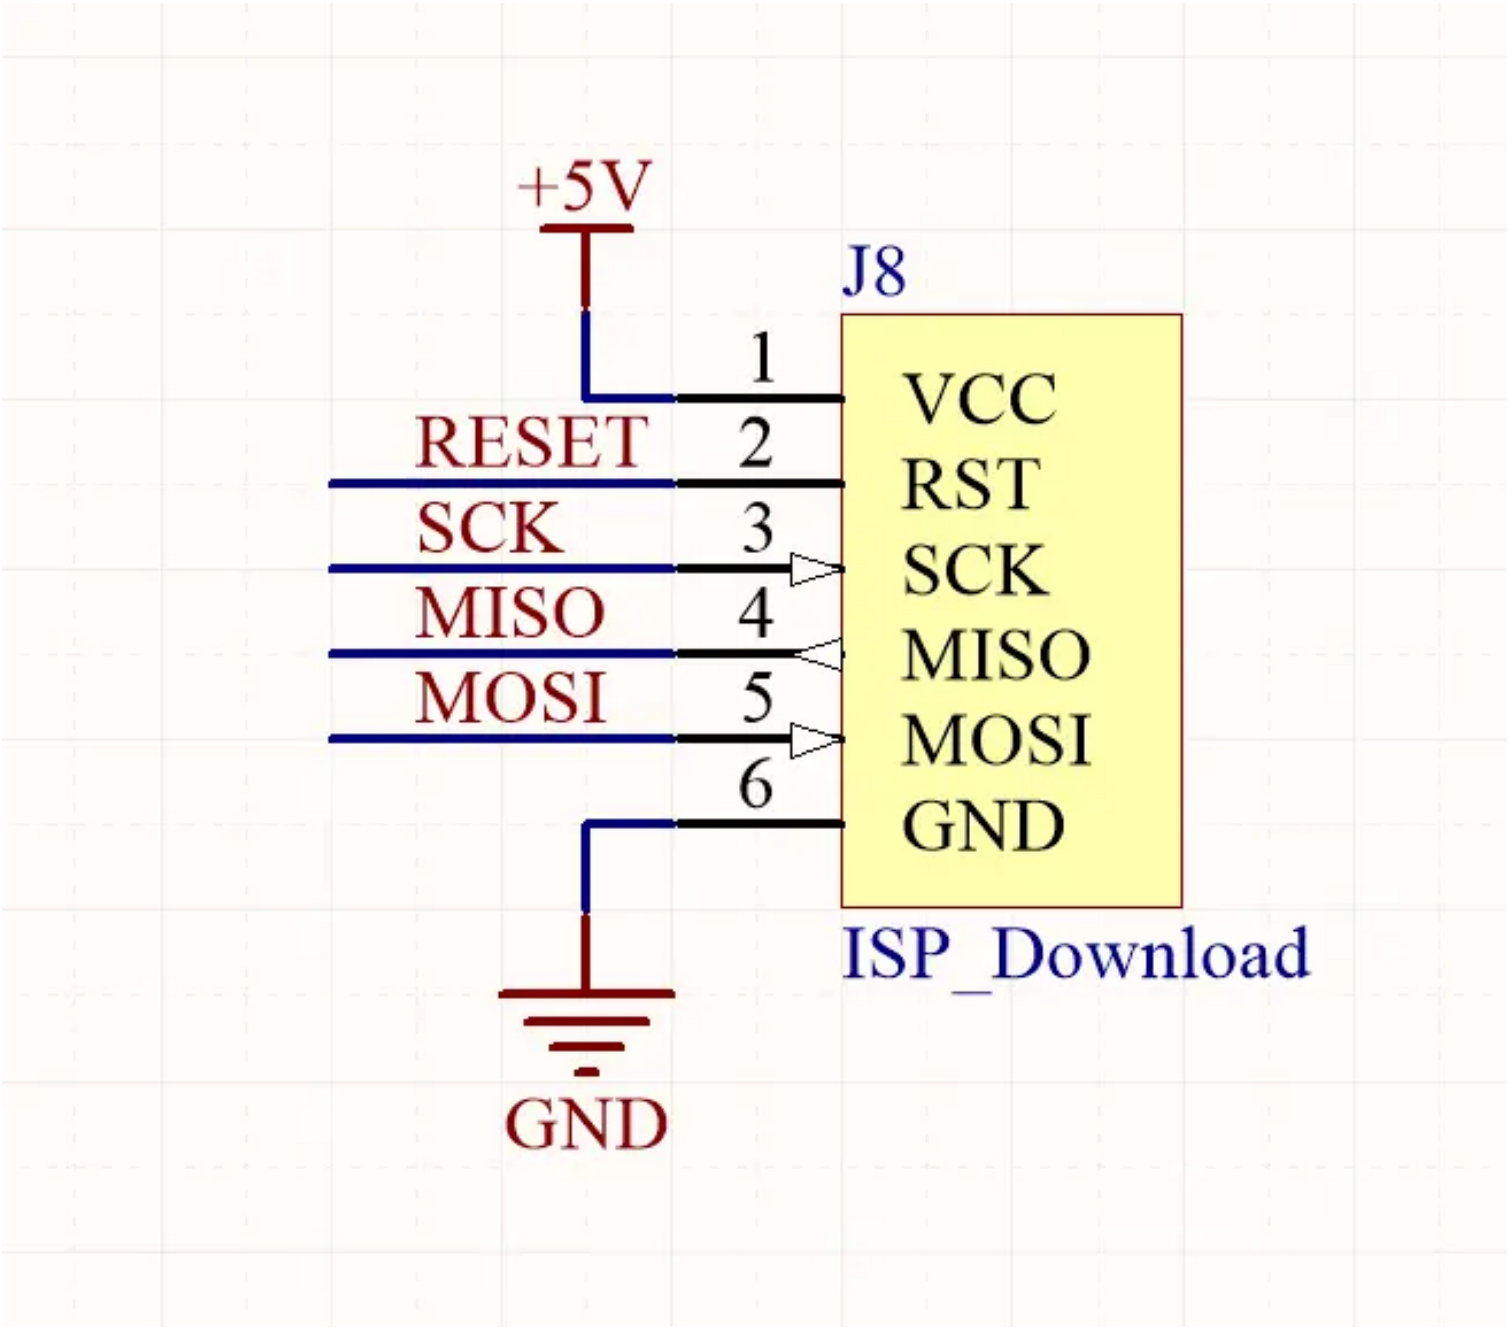 +5V
J8
1
VCC
RESET
2
RST
SCK
3
SCK
MISO
4
MISO
MOSI
5
MOSI
6
GND
ISP_Download
GND